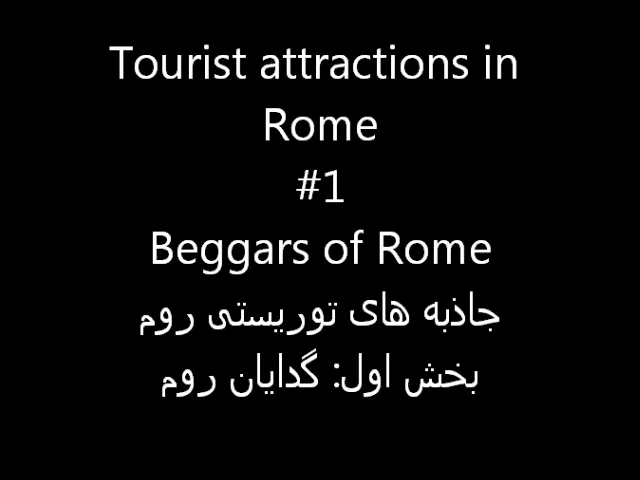 Tourist attractions in
Rome
#1
Beggars of Rome
جاذبه های توریستی روم
بخش اول: گدایان روم